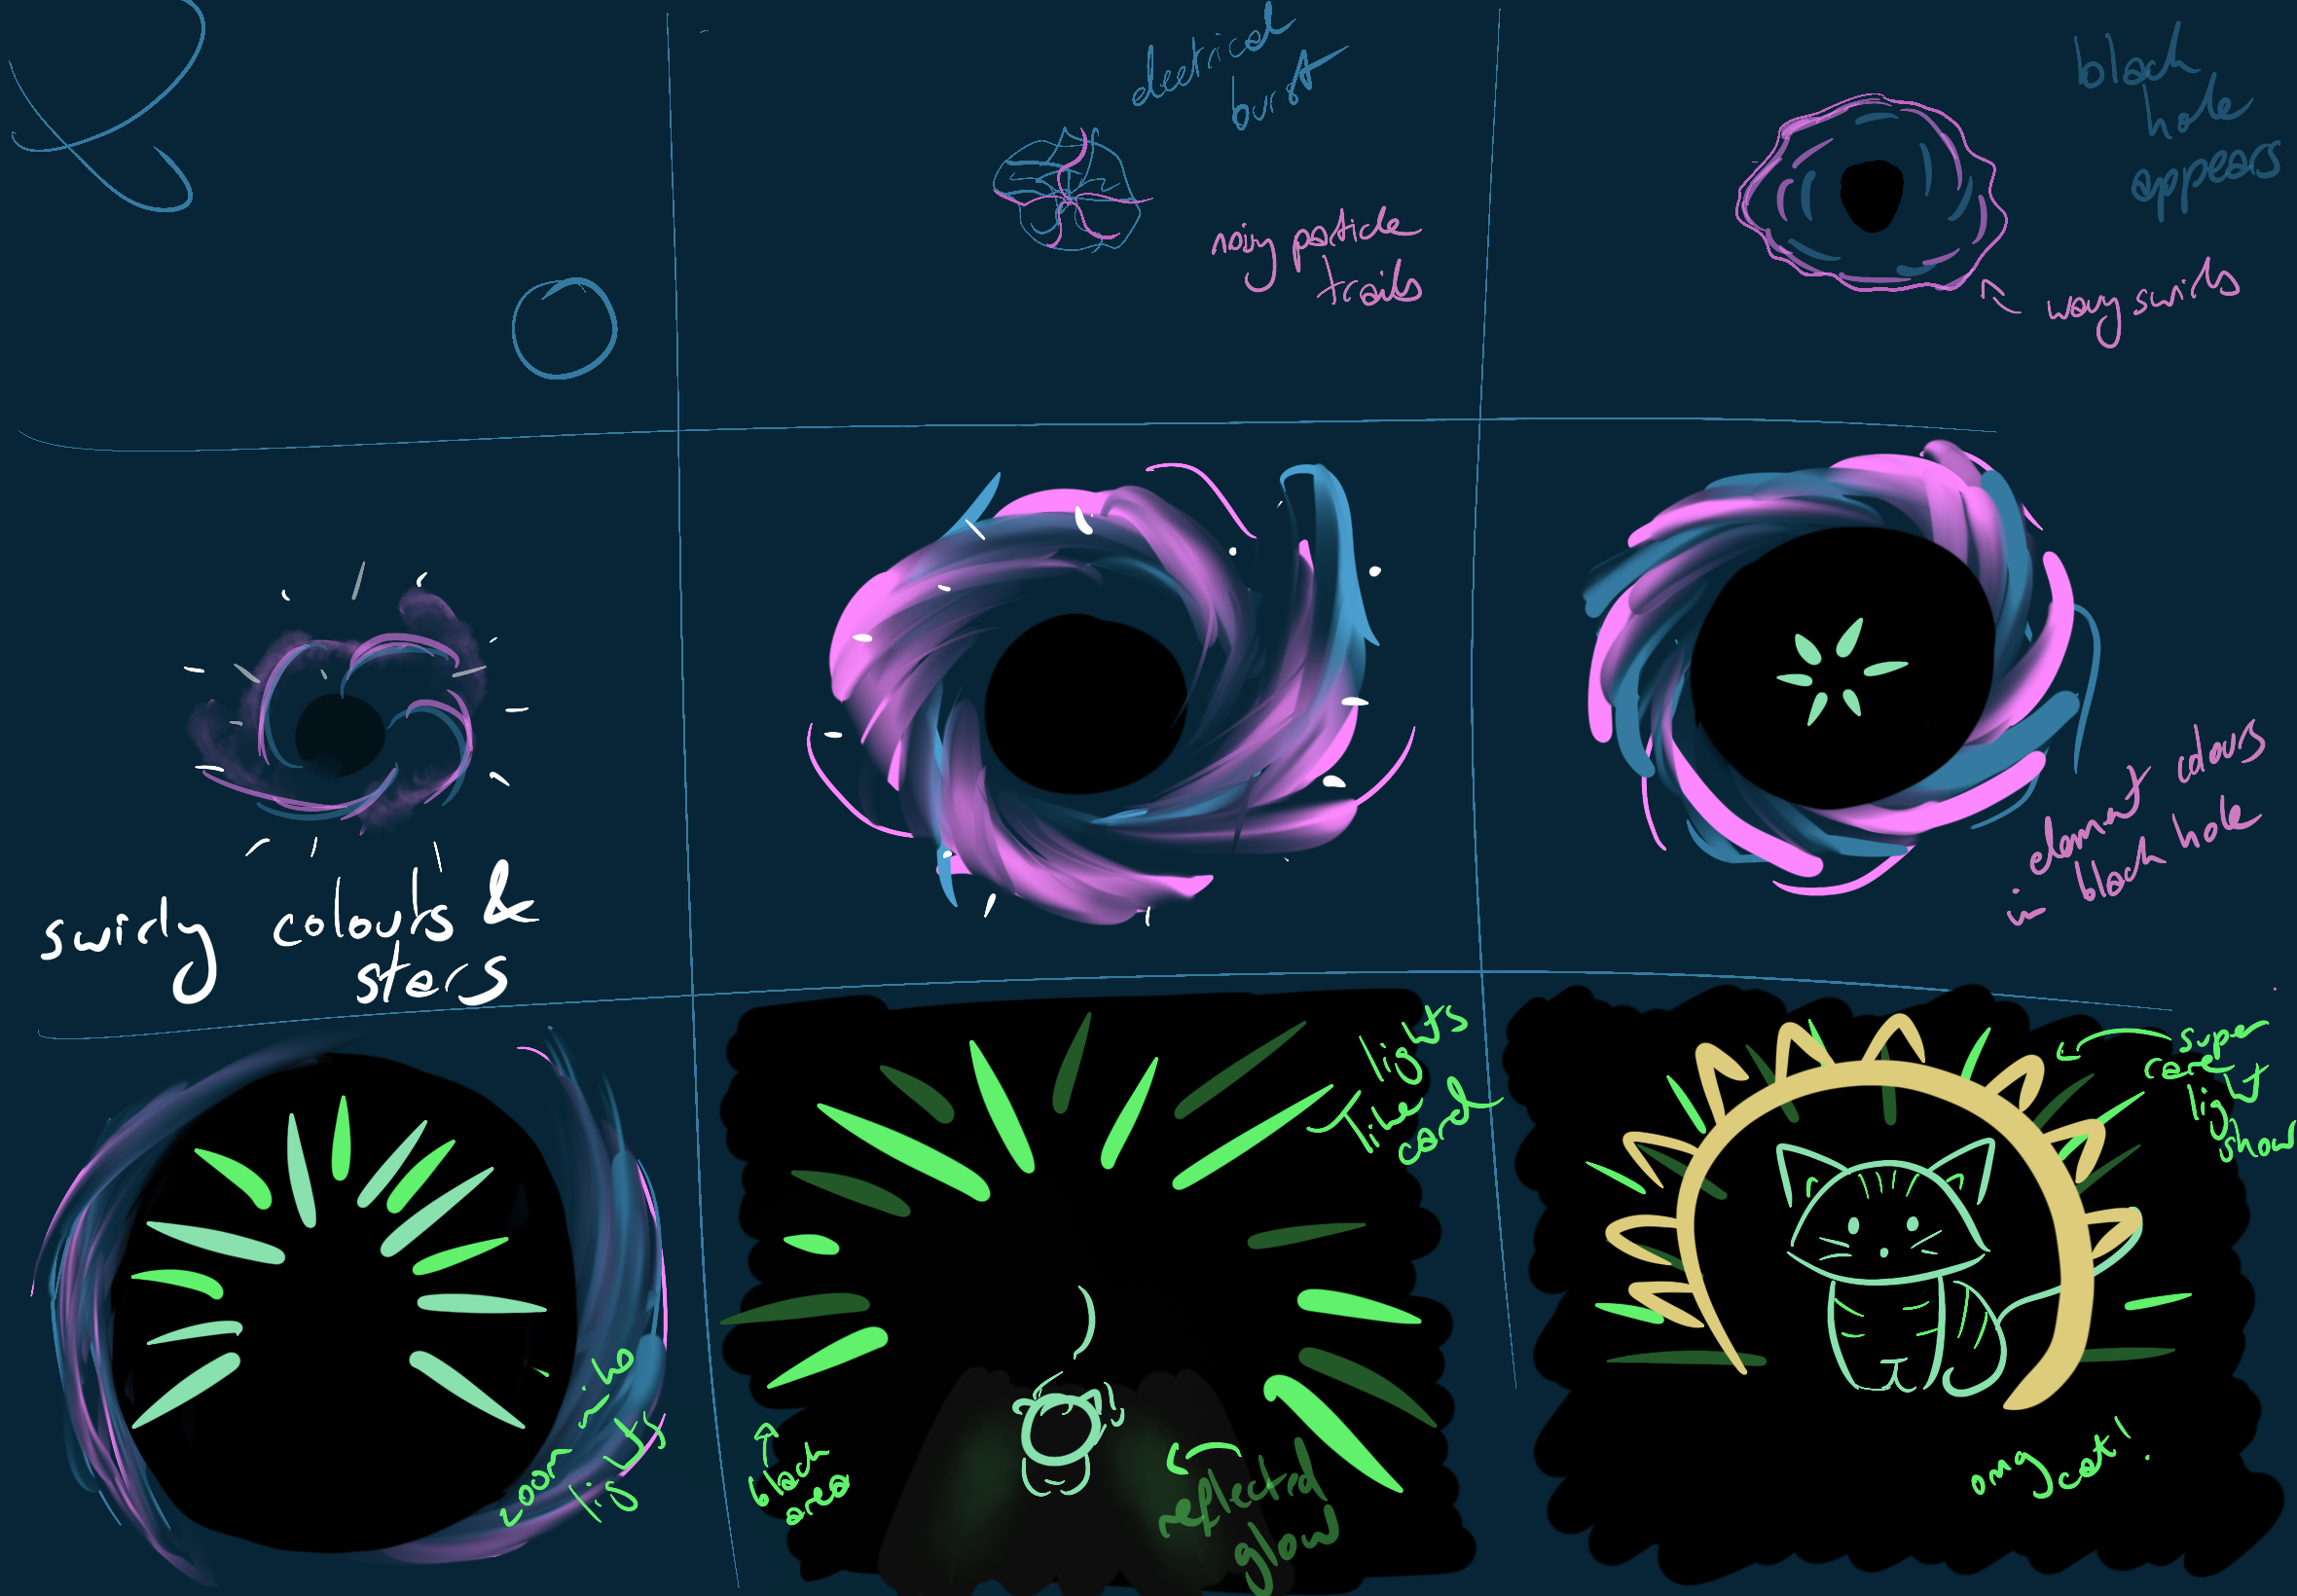 electrical
burst
noisy particle
trails
black
hole
appears
wavy swirls
swirly colours &
stars
element colours
in black hole
zoom into
lights
lights
like
card
black
area
reflected
glow
super
rare
light
show
omg cat!